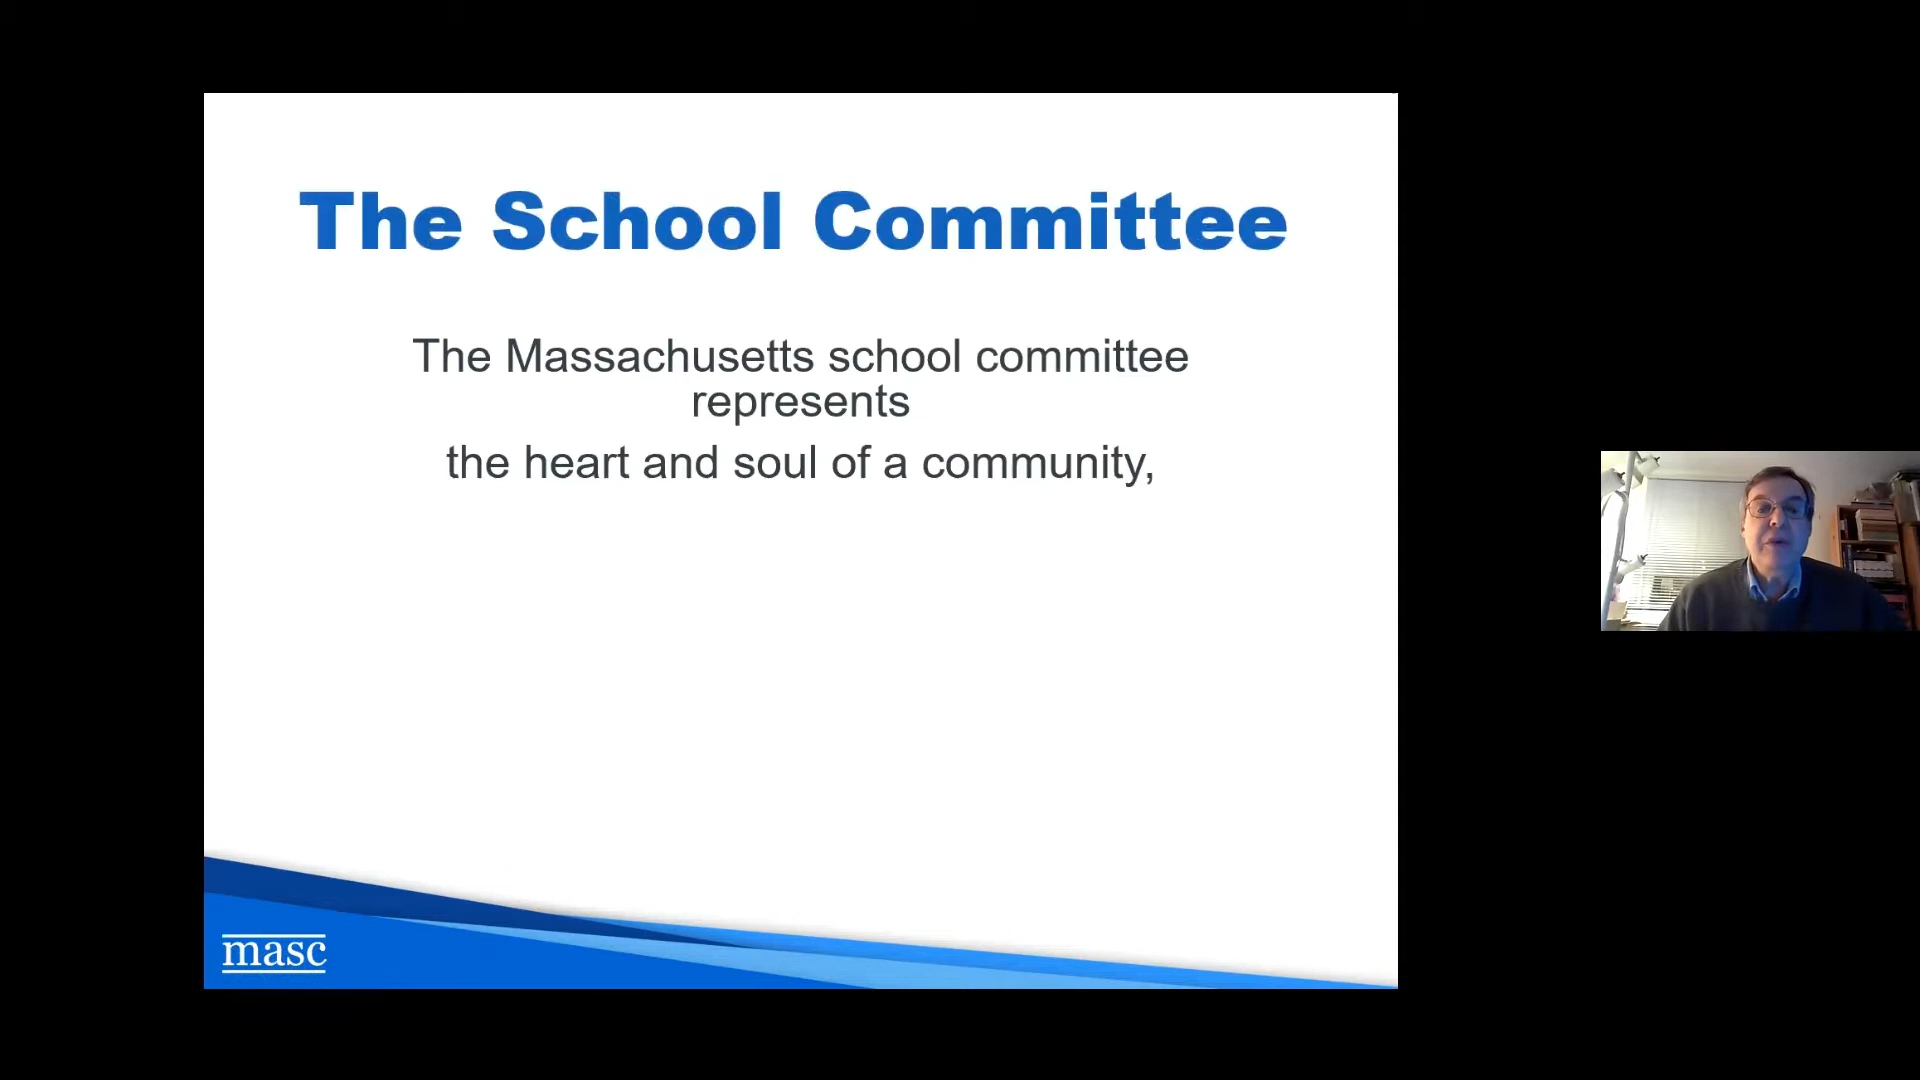 The School Committee
The Massachusetts school committee
represents
the heart and soul of a community,
masc